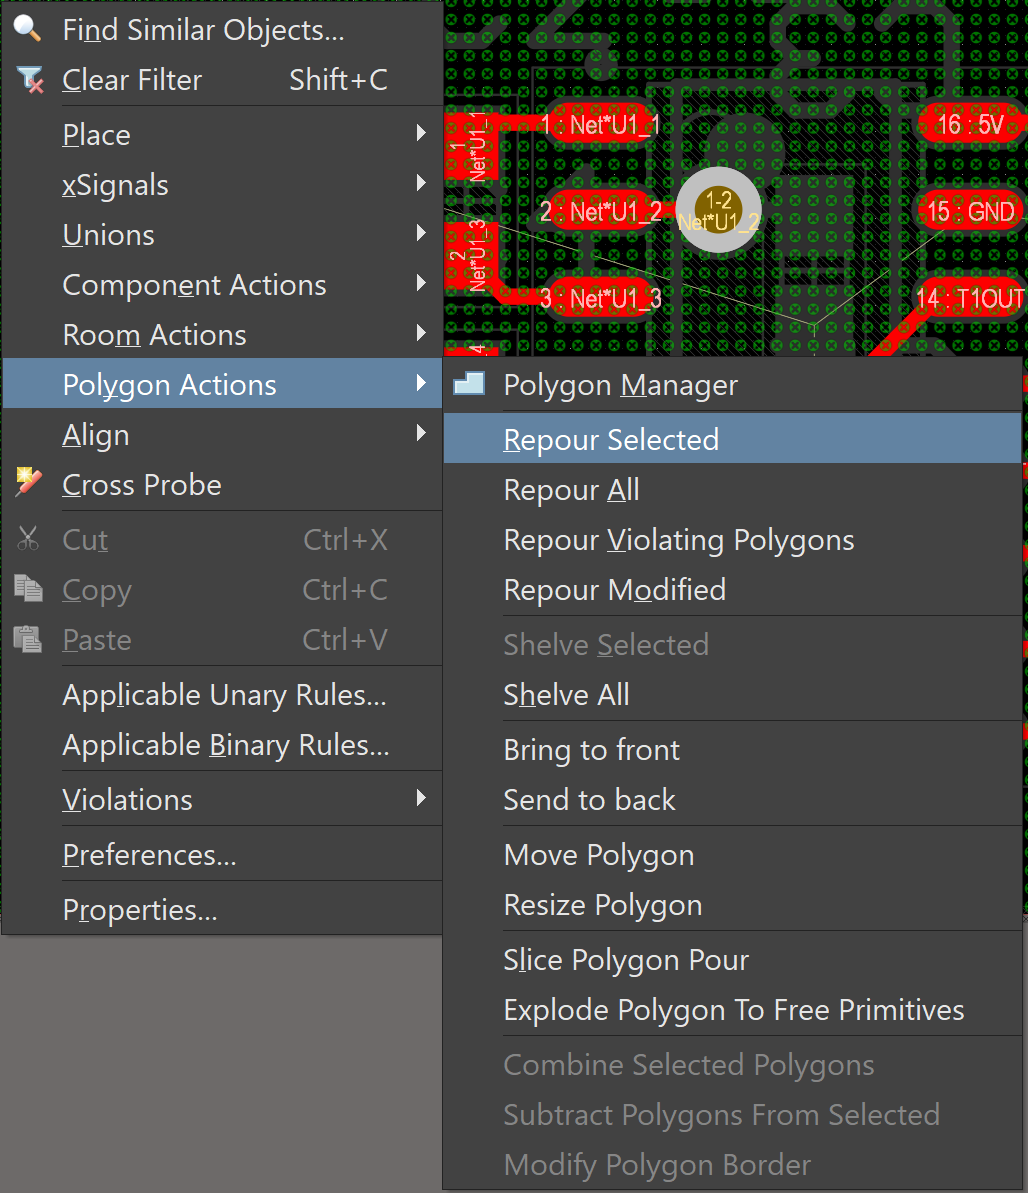 Find Similar Objects...
Clear Filter Shift+C
Place
xSignals
Unions
Component Actions
Room Actions
Polygon Actions
Align
Cross Probe
Cut Ctrl+X
Copy Ctrl+C
Paste Ctrl+V
Applicable Unary Rules...
Applicable Binary Rules...
Violations
Preferences...
Properties...
Polygon Manager
Repour Selected
Repour All
Repour Violating Polygons
Repour Modified
Shelve Selected
Shelve All
Bring to front
Send to back
Move Polygon
Resize Polygon
Slice Polygon Pour
Explode Polygon To Free Primitives
Combine Selected Polygons
Subtract Polygons From Selected
Modify Polygon Border
1
Net*U1_1
2
Net*U1_3
4
1 : Net*U1_1
2 : Net*U1_2
3 : Net*U1_3
1-2
Net*U1_2
16 : 5V
15 : GND
14 : T1OUT